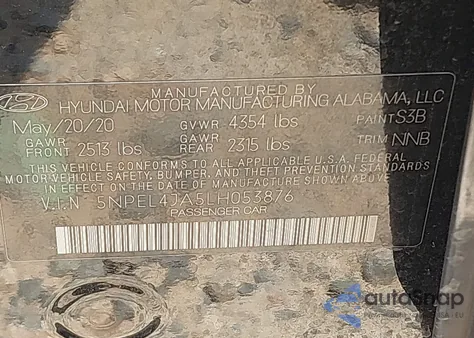 MANUFACTURED BY
HYUNDAI MOTOR MANUFACTURING ALABAMA, LLC
May/20/20 GVWR 4354 lbs PAINT S3B
GAWR FRONT 2513 lbs GAWR REAR 2315 lbs TRIM NNB
THIS VEHICLE CONFORMS TO ALL APPLICABLE U.S.A. FEDERAL
MOTOR VEHICLE SAFETY, BUMPER, AND THEFT PREVENTION STANDARDS
IN EFFECT ON THE DATE OF MANUFACTURE SHOWN ABOVE.
V.I.N 5NPEL4JA5LH053876
PASSENGER CAR
autosnap